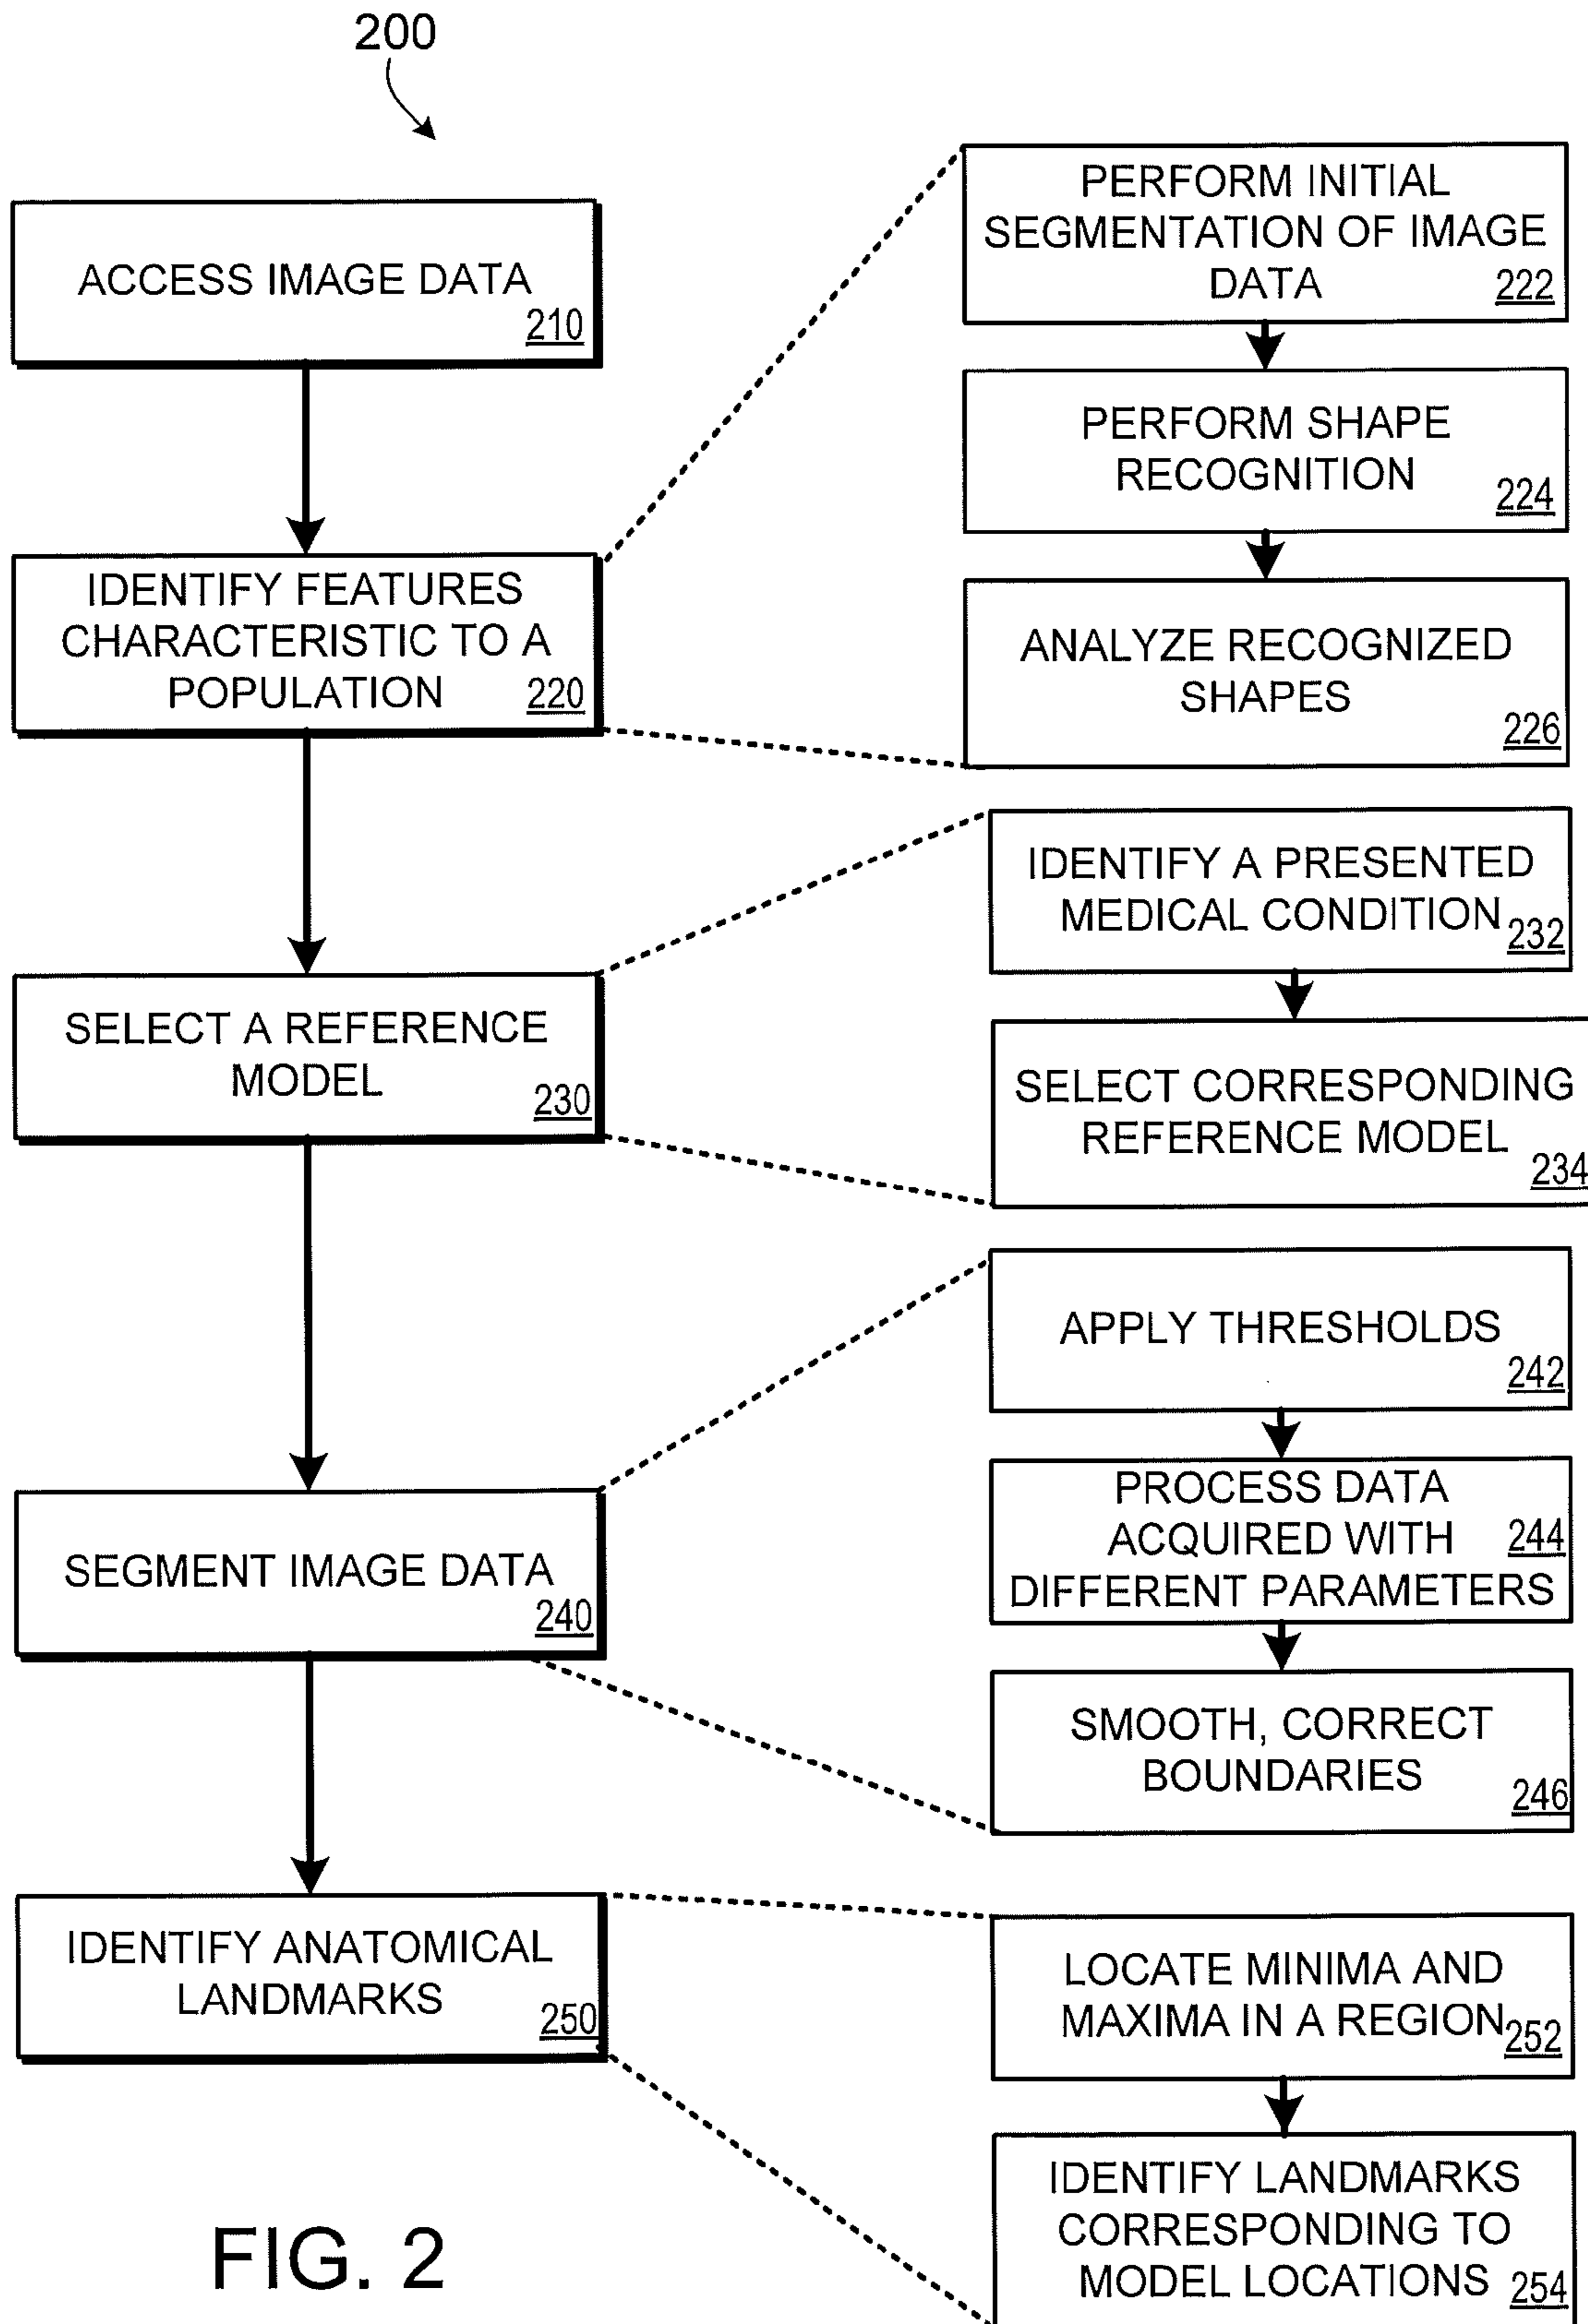 200
ACCESS IMAGE DATA
210
IDENTIFY FEATURES
CHARACTERISTIC TO A
POPULATION 220
SELECT A REFERENCE
MODEL
230
SEGMENT IMAGE DATA
240
IDENTIFY ANATOMICAL
LANDMARKS
250
PERFORM INITIAL
SEGMENTATION OF IMAGE
DATA 222
PERFORM SHAPE
RECOGNITION
224
ANALYZE RECOGNIZED
SHAPES
226
IDENTIFY A PRESENTED
MEDICAL CONDITION 232
SELECT CORRESPONDING
REFERENCE MODEL
234
APPLY THRESHOLDS
242
PROCESS DATA
ACQUIRED WITH 244
DIFFERENT PARAMETERS
SMOOTH, CORRECT
BOUNDARIES
246
LOCATE MINIMA AND
MAXIMA IN A REGION 252
IDENTIFY LANDMARKS
CORRESPONDING TO
MODEL LOCATIONS 254
FIG. 2